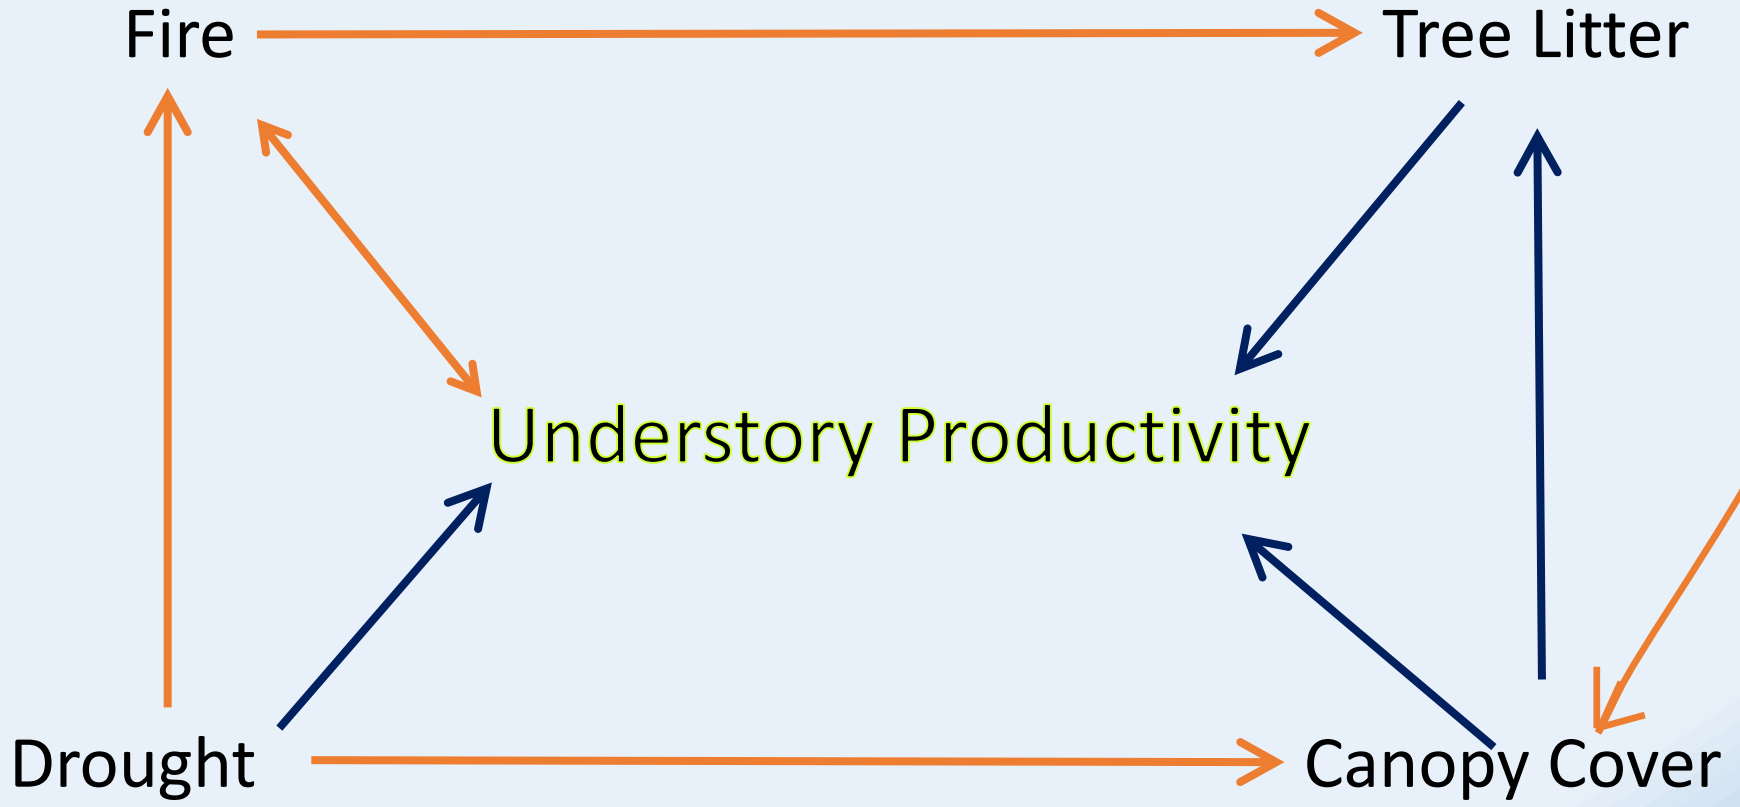 Fire
Tree Litter
Understory Productivity
Drought
Canopy Cover